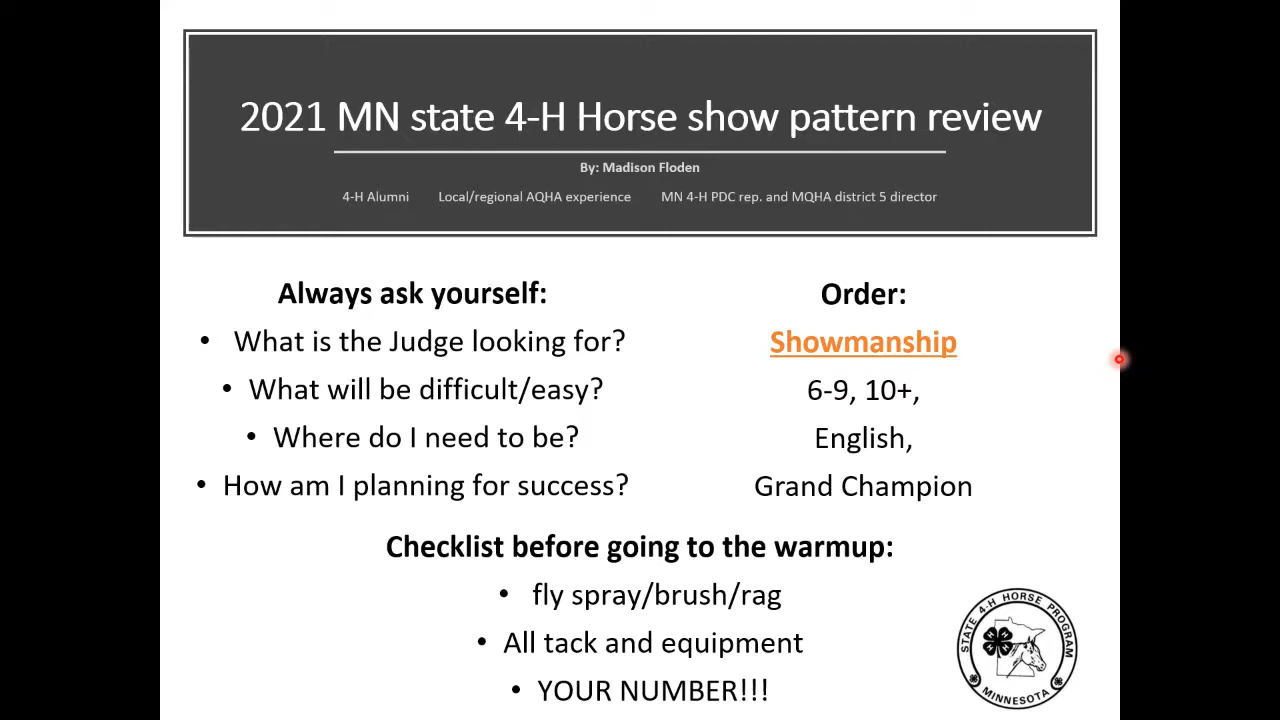 2021 MN state 4-H Horse show pattern review
By: Madison Floden
4-H Alumni Local/regional AQHA experience MN 4-H PDC rep. and MQHA district 5 director
Always ask yourself:
• What is the Judge looking for?
• What will be difficult/easy?
• Where do I need to be?
• How am I planning for success?
Order:
Showmanship
6-9, 10+,
English,
Grand Champion
Checklist before going to the warmup:
• fly spray/brush/rag
• All tack and equipment
• YOUR NUMBER!!!
STATE 4-H HORSE PROGRAM
H H H H
MINNESOTA